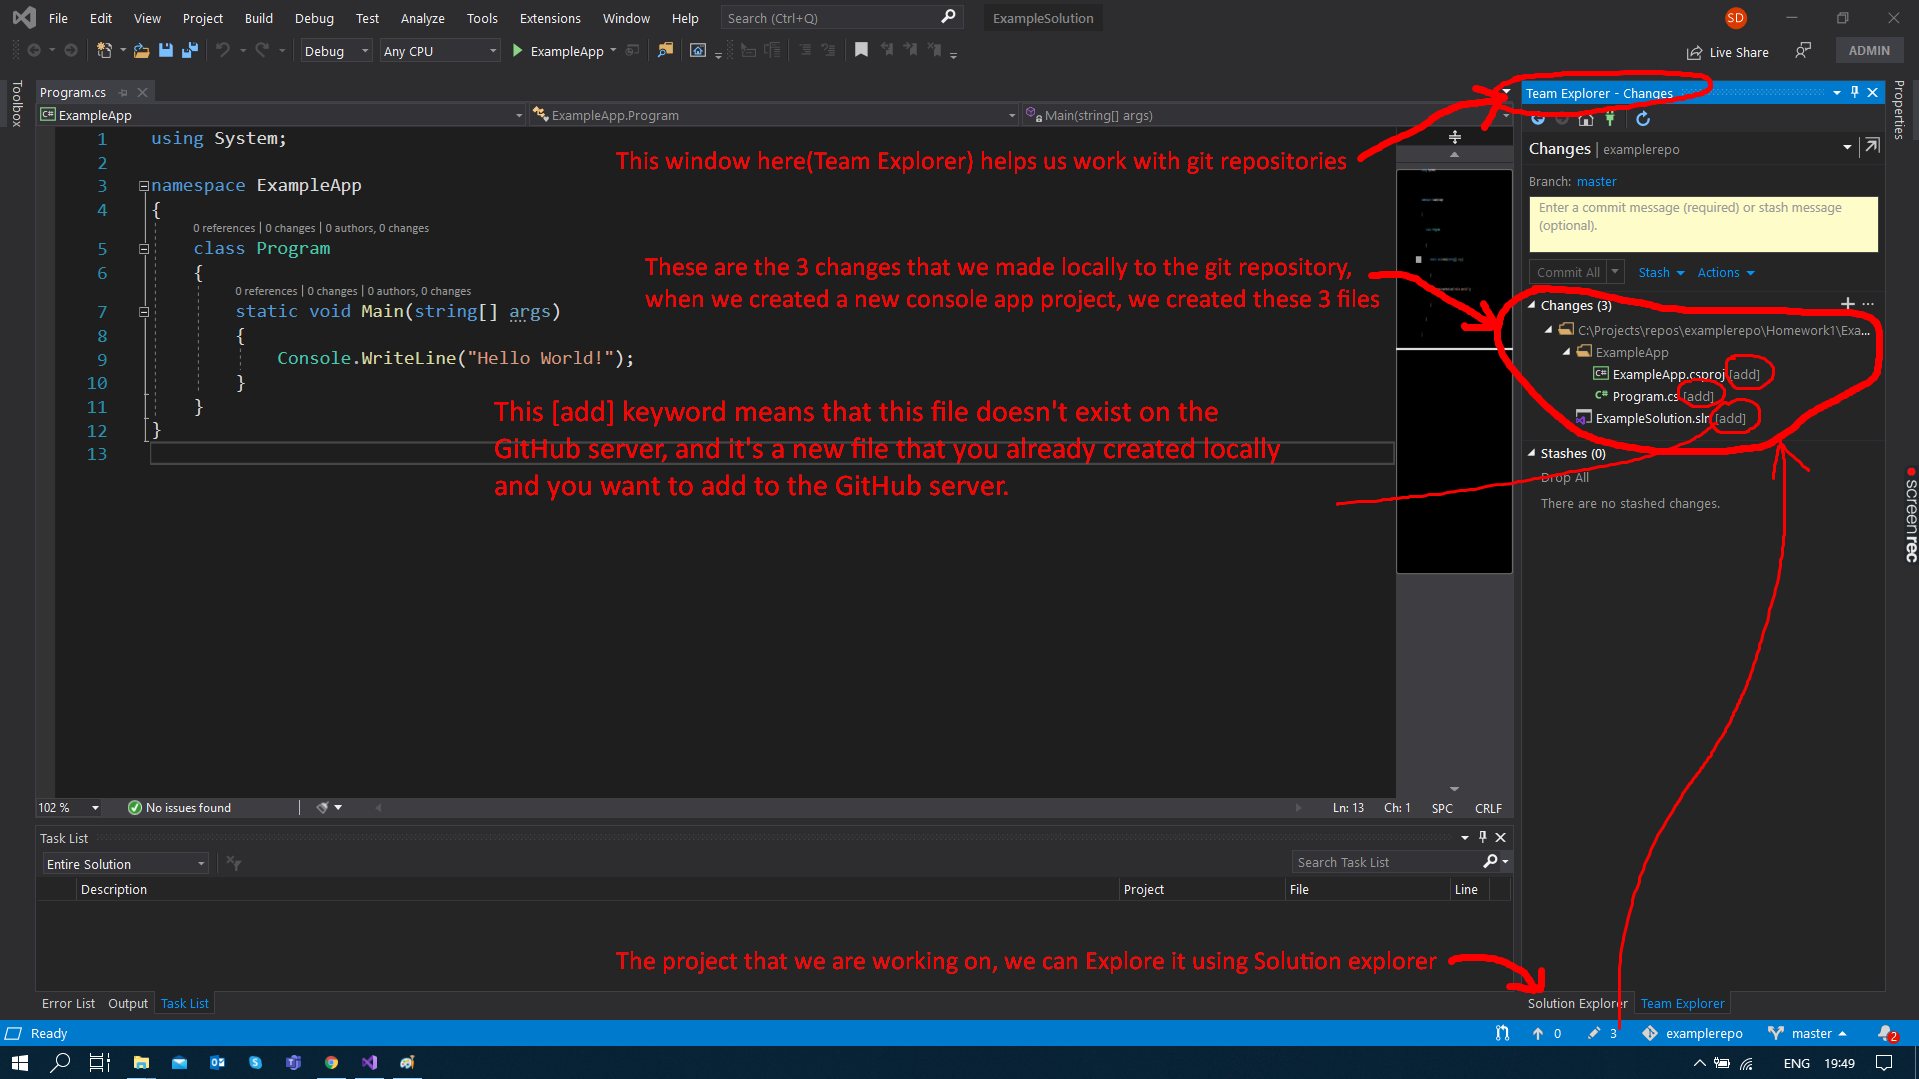 File Edit View Project Build Debug Test Analyze Tools Extensions Window Help Search (Ctrl+Q) ExampleSolution SD
Debug Any CPU ExampleApp Live Share ADMIN
Toolbox
Program.cs
ExampleApp ExampleApp.Program Main(string[] args)
1 using System;
2
3 namespace ExampleApp
4 {
0 references | 0 changes | 0 authors, 0 changes
5 class Program
6 {
0 references | 0 changes | 0 authors, 0 changes
7 static void Main(string[] args)
8 {
9 Console.WriteLine("Hello World!");
10 }
11 }
12 }
13
This window here(Team Explorer) helps us work with git repositories
These are the 3 changes that we made locally to the git repository,
when we created a new console app project, we created these 3 files
This [add] keyword means that this file doesn't exist on the
GitHub server, and it's a new file that you already created locally
and you want to add to the GitHub server.
Team Explorer - Changes
Properties
Changes | examplerepo
Branch: master
Enter a commit message (required) or stash message
(optional).
Commit All Stash Actions
Changes (3)
C:\Projects\repos\examplerepo\Homework1\Exa...
ExampleApp
ExampleApp.csproj [add]
Program.cs [add]
ExampleSolution.sln [add]
Stashes (0)
Drop All
There are no stashed changes.
screenrec
102 % No issues found Ln: 13 Ch: 1 SPC CRLF
Task List
Entire Solution Search Task List
Description Project File Line
The project that we are working on, we can Explore it using Solution explorer
Error List Output Task List Solution Explorer Team Explorer
Ready 0 3 examplerepo master 2
ENG 19:49